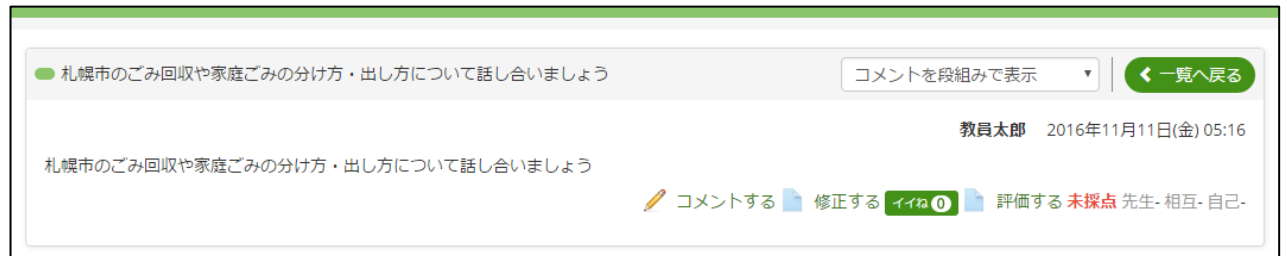 札幌市のごみ回収や家庭ごみの分け方・出し方について話し合いましょう コメントを段組みで表示 一覧へ戻る
教員太郎 2016年11月11日(金) 05:16
札幌市のごみ回収や家庭ごみの分け方・出し方について話し合いましょう
コメントする 修正する イイね 0 評価する 未採点 先生- 相互- 自己-